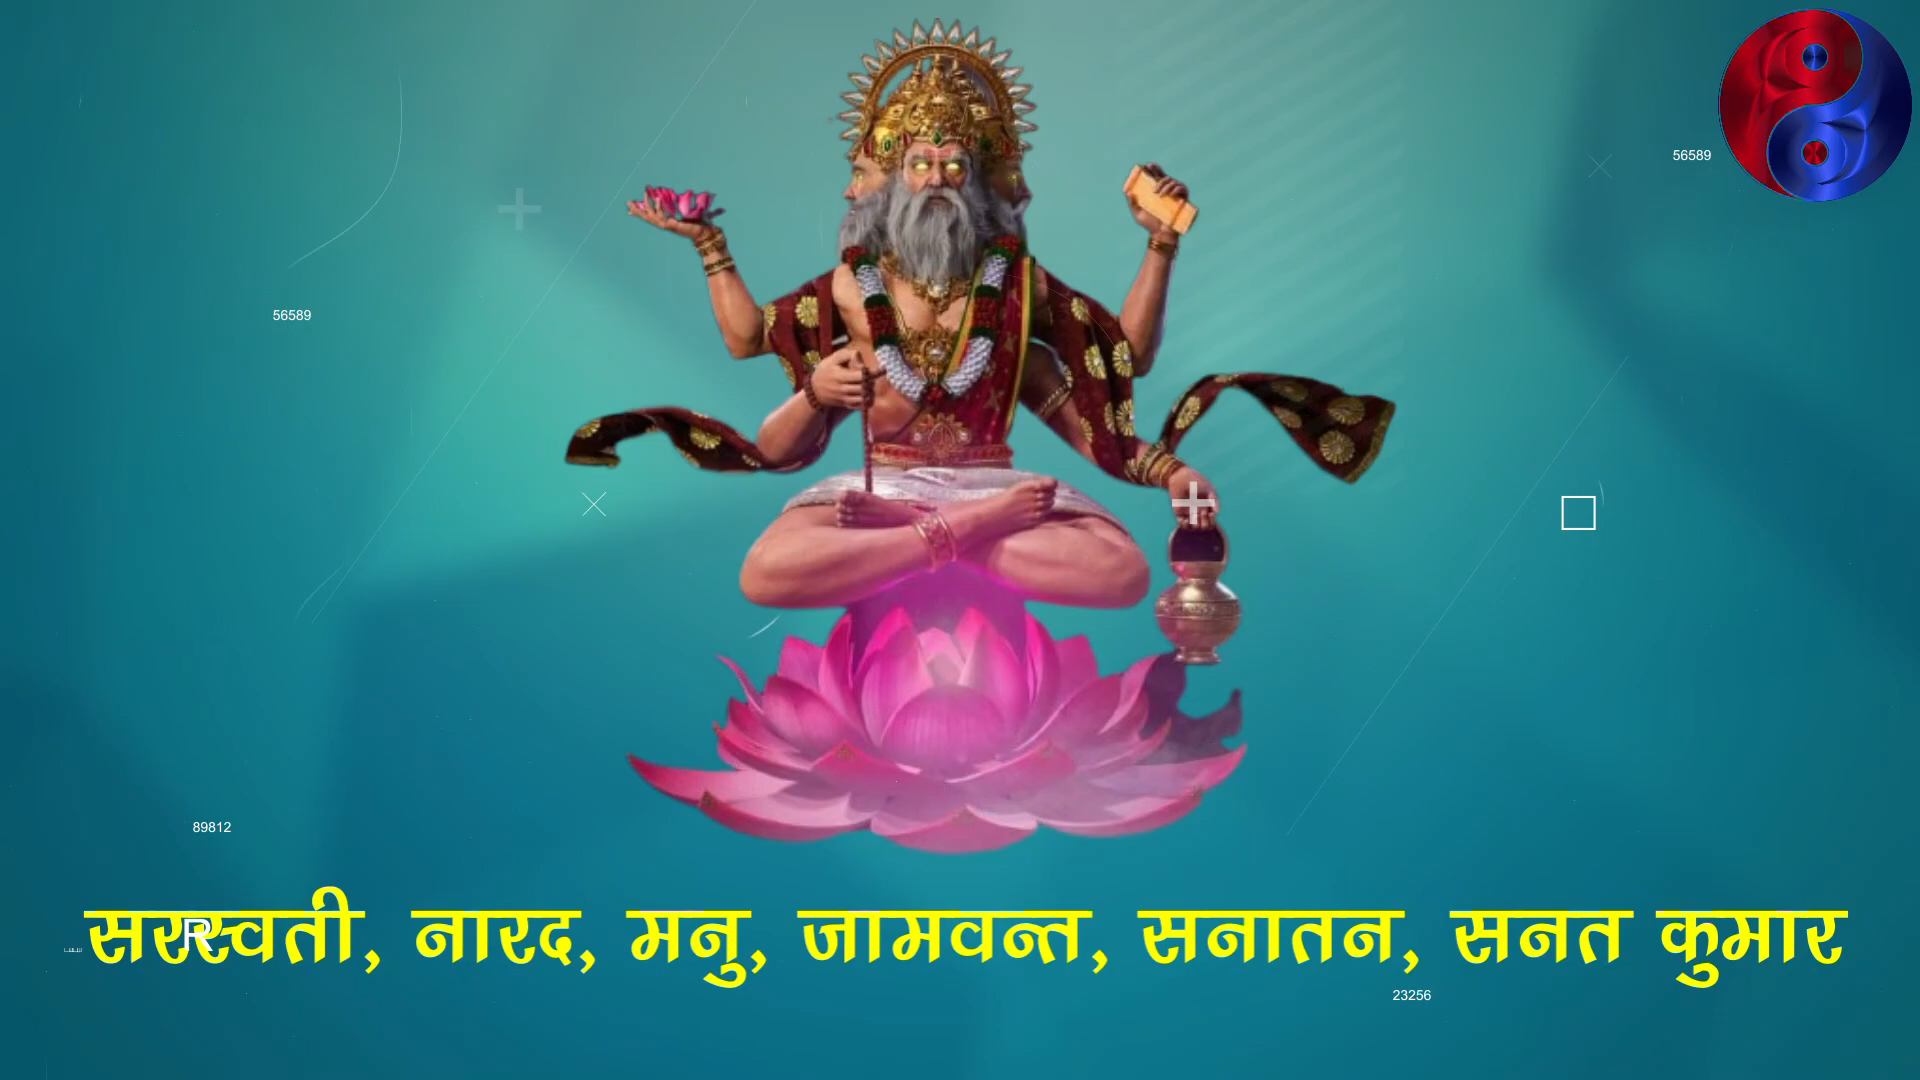 56589
56589
89812
सरस्वती, नारद, मनु, जामवन्त, सनातन, सनत कुमार
R
23256